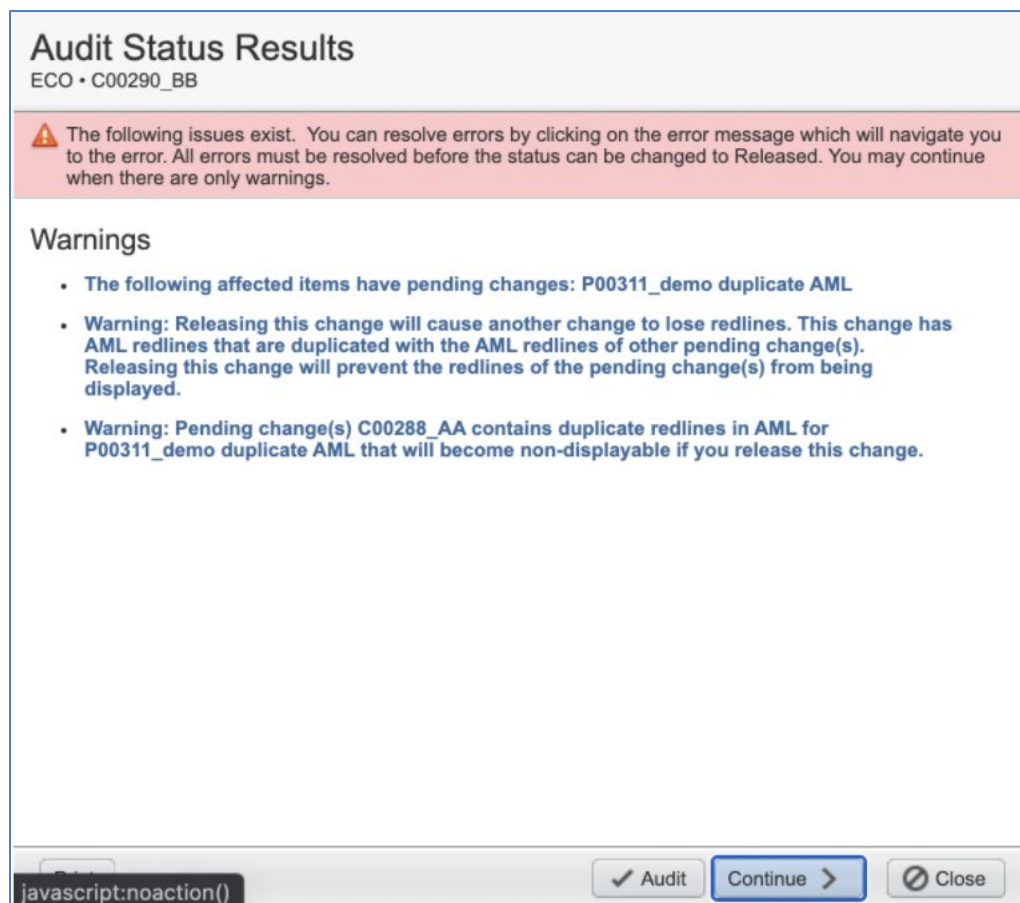 Audit Status Results
ECO • C00290_BB
The following issues exist. You can resolve errors by clicking on the error message which will navigate you
to the error. All errors must be resolved before the status can be changed to Released. You may continue
when there are only warnings.
Warnings
• The following affected items have pending changes: P00311_demo duplicate AML
• Warning: Releasing this change will cause another change to lose redlines. This change has
AML redlines that are duplicated with the AML redlines of other pending change(s).
Releasing this change will prevent the redlines of the pending change(s) from being
displayed.
• Warning: Pending change(s) C00288_AA contains duplicate redlines in AML for
P00311_demo duplicate AML that will become non-displayable if you release this change.
Audit Continue Close
javascript:noaction()